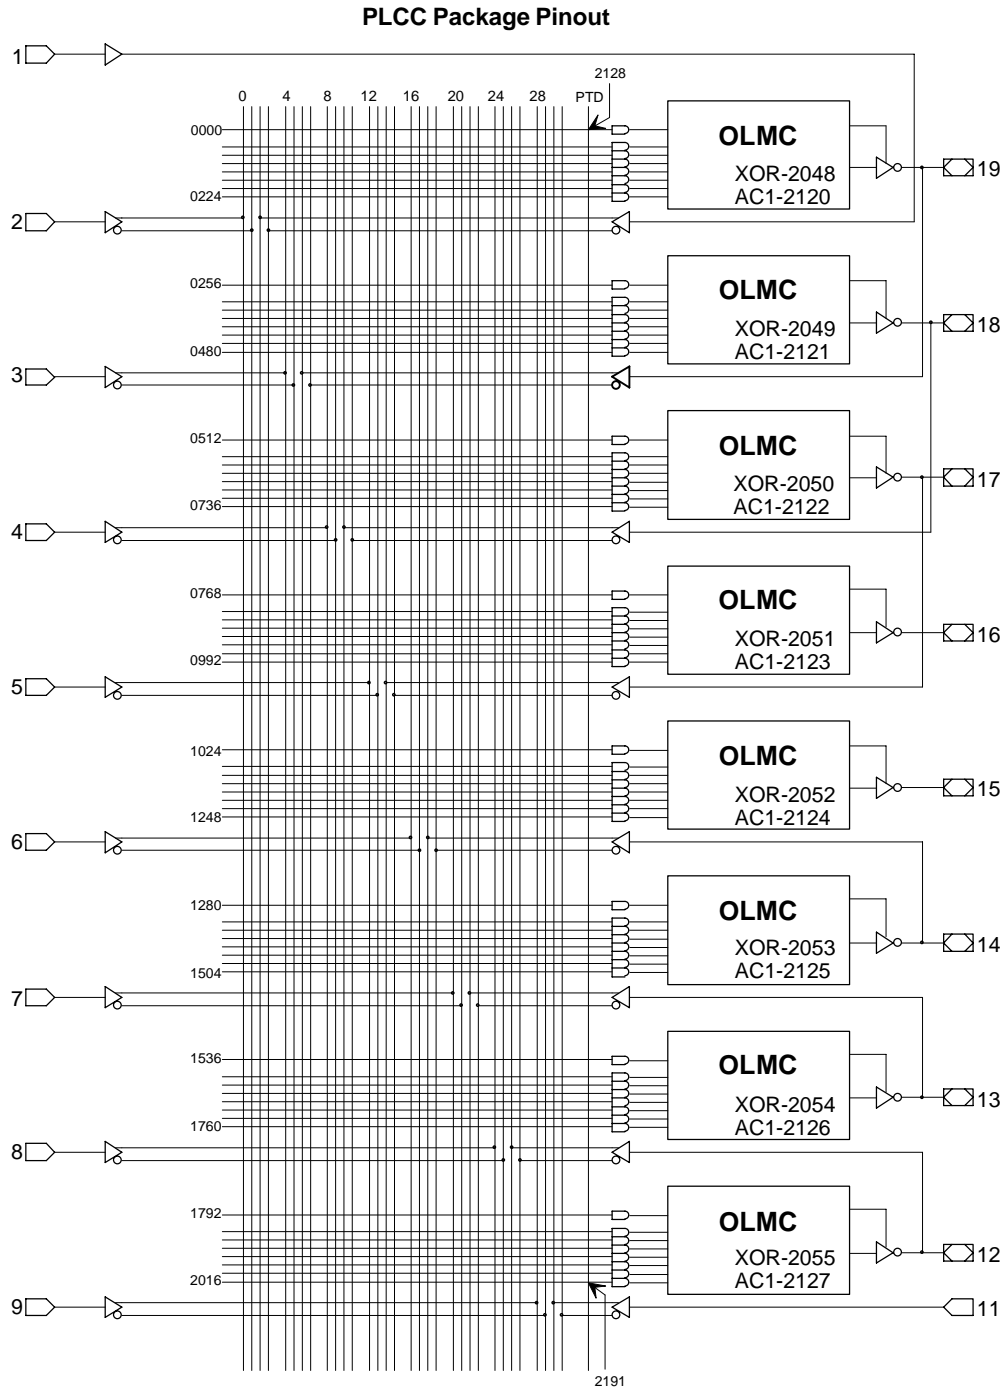 PLCC Package Pinout
1
2128
0 4 8 12 16 20 24 28 PTD
0000
OLMC
XOR-2048
AC1-2120
19
0224
2
0256
OLMC
XOR-2049
AC1-2121
18
0480
3
0512
OLMC
XOR-2050
AC1-2122
17
0736
4
0768
OLMC
XOR-2051
AC1-2123
16
0992
5
1024
OLMC
XOR-2052
AC1-2124
15
1248
6
1280
OLMC
XOR-2053
AC1-2125
14
1504
7
1536
OLMC
XOR-2054
AC1-2126
13
1760
8
1792
OLMC
XOR-2055
AC1-2127
12
2016
9
11
2191